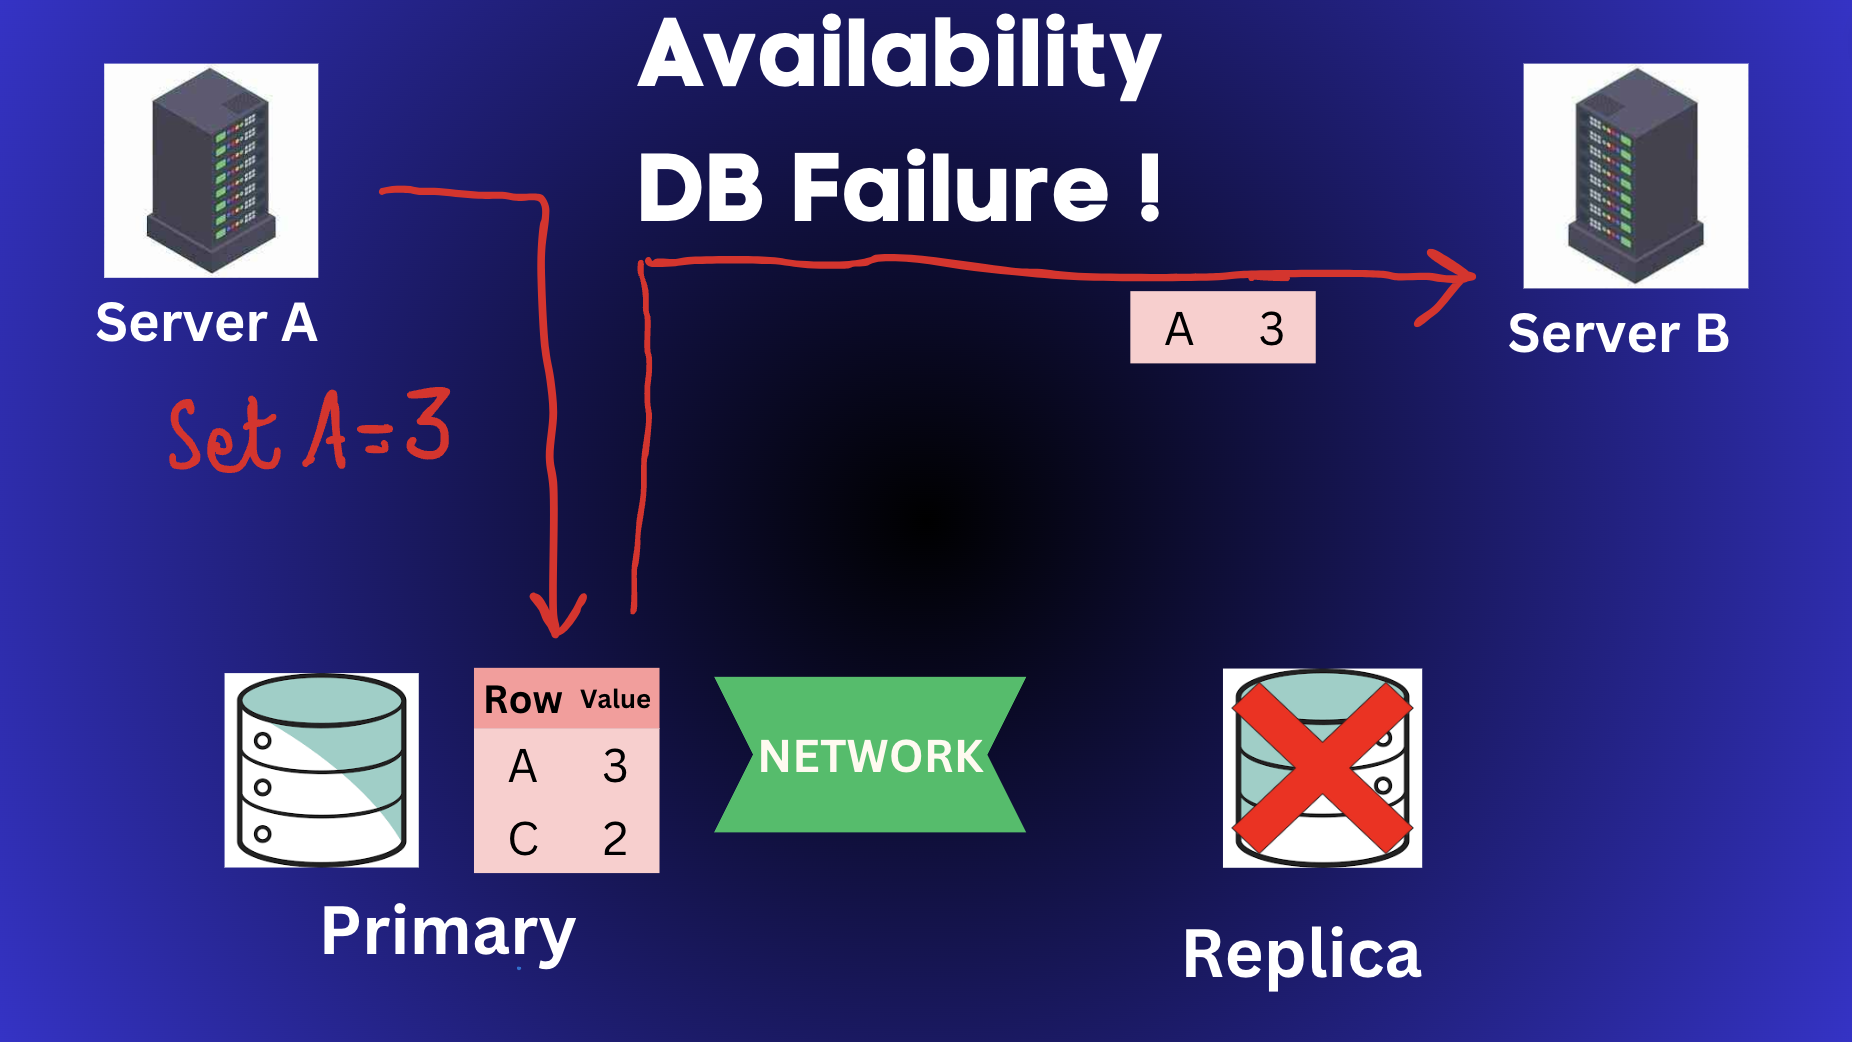 Availability
DB Failure !
Server A
Server B
A 3
Set A=3
Row Value
A 3
C 2
NETWORK
Primary
Replica